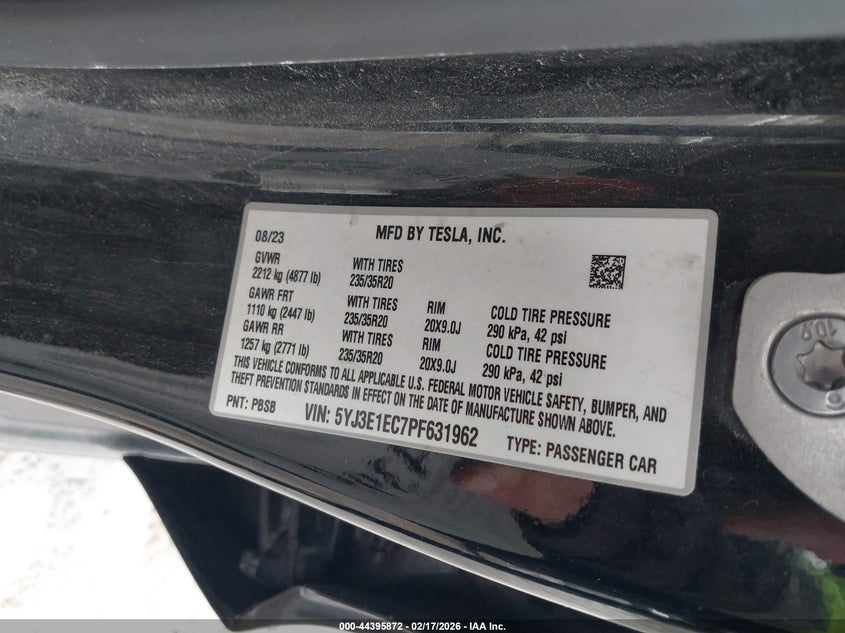 08/23
MFD BY TESLA, INC.
GVWR
2212 kg (4877 lb)
WITH TIRES
235/35R20
GAWR FRT
1110 kg (2447 lb)
WITH TIRES
235/35R20
RIM
20X9.0J
COLD TIRE PRESSURE
290 kPa, 42 psi
GAWR RR
1257 kg (2771 lb)
WITH TIRES
235/35R20
RIM
20X9.0J
COLD TIRE PRESSURE
290 kPa, 42 psi
THIS VEHICLE CONFORMS TO ALL APPLICABLE U.S. FEDERAL MOTOR VEHICLE SAFETY, BUMPER, AND
THEFT PREVENTION STANDARDS IN EFFECT ON THE DATE OF MANUFACTURE SHOWN ABOVE.
PNT: PBSB
VIN: 5YJ3E1EC7PF631962
TYPE: PASSENGER CAR
10.9
000-44395872 - 02/17/2026 - IAA Inc.